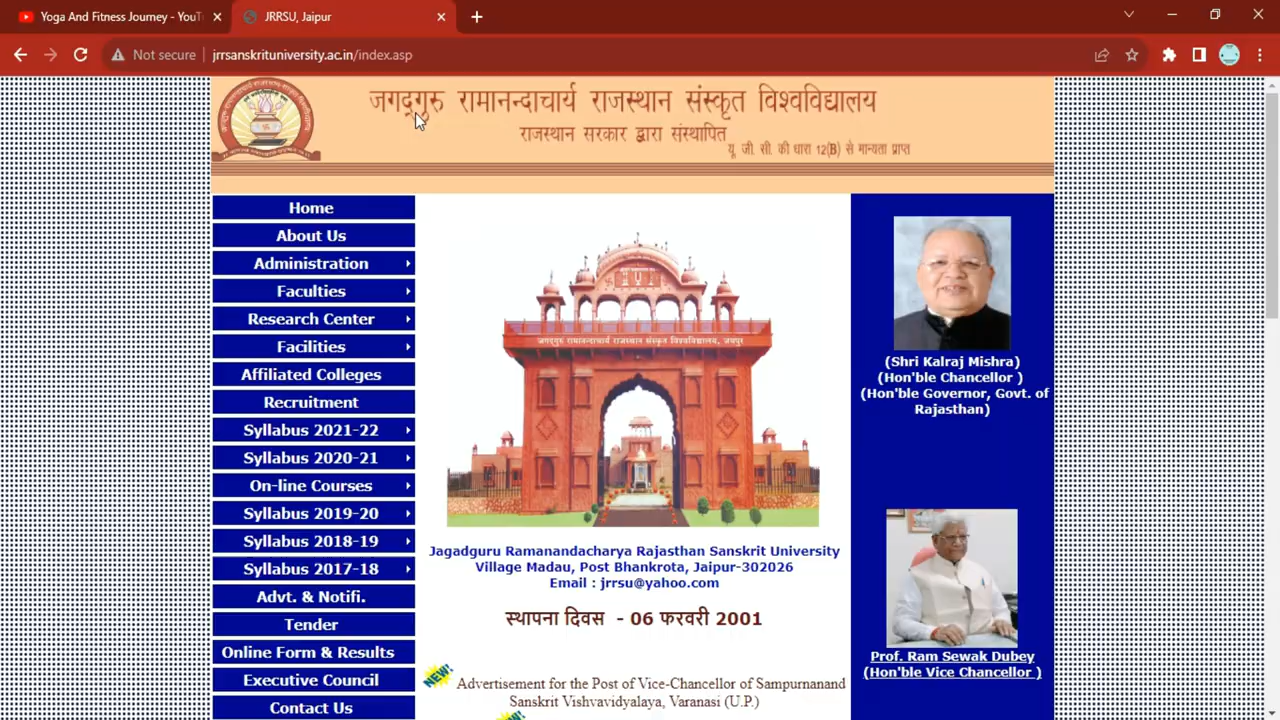 Yoga And Fitness Journey - YouT
JRRSU, Jaipur
Not secure
jrrsanskrituniversity.ac.in/index.asp
जगद्गुरु रामानन्दाचार्य राजस्थान संस्कृत विश्वविद्यालय
राजस्थान सरकार द्वारा संस्थापित
यू. जी. सी. की धारा 12(B) से मान्यता प्राप्त
Home
About Us
Administration
Faculties
Research Center
Facilities
Affiliated Colleges
Recruitment
Syllabus 2021-22
Syllabus 2020-21
On-line Courses
Syllabus 2019-20
Syllabus 2018-19
Syllabus 2017-18
Advt. & Notifi.
Tender
Online Form & Results
Executive Council
Contact Us
जगद्गुरु रामानन्दाचार्य राजस्थान संस्कृत विश्वविद्यालय, जयपुर
Jagadguru Ramanandacharya Rajasthan Sanskrit University
Village Madau, Post Bhankrota, Jaipur-302026
Email : jrrsu@yahoo.com
स्थापना दिवस - 06 फरवरी 2001
NEW!
Advertisement for the Post of Vice-Chancellor of Sampurnanand
Sanskrit Vishvavidyalaya, Varanasi (U.P.)
(Shri Kalraj Mishra)
(Hon'ble Chancellor )
(Hon'ble Governor, Govt. of
Rajasthan)
Prof. Ram Sewak Dubey
(Hon'ble Vice Chancellor )